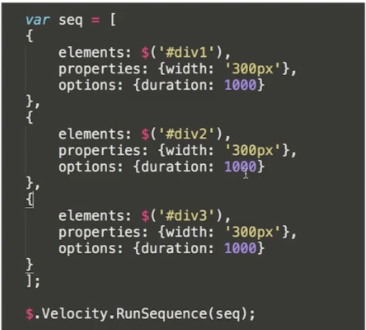 var seq = [
{
    elements: $('#div1'),
    properties: {width: '300px'},
    options: {duration: 1000}
},
{
    elements: $('#div2'),
    properties: {width: '300px'},
    options: {duration: 1000}
},
{
    elements: $('#div3'),
    properties: {width: '300px'},
    options: {duration: 1000}
}
];
$.Velocity.RunSequence(seq);